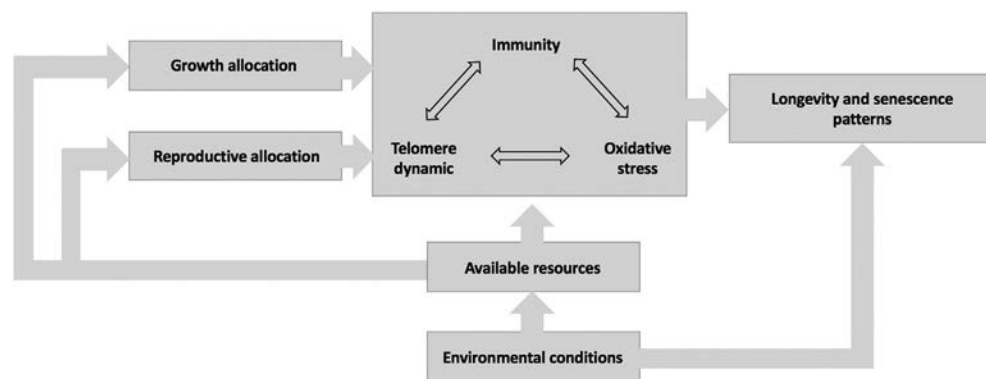 Immunity
Growth allocation
Longevity and senescence
patterns
Reproductive allocation
Telomere
dynamic
Oxidative
stress
Available resources
Environmental conditions